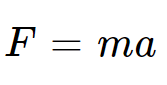 F = ma